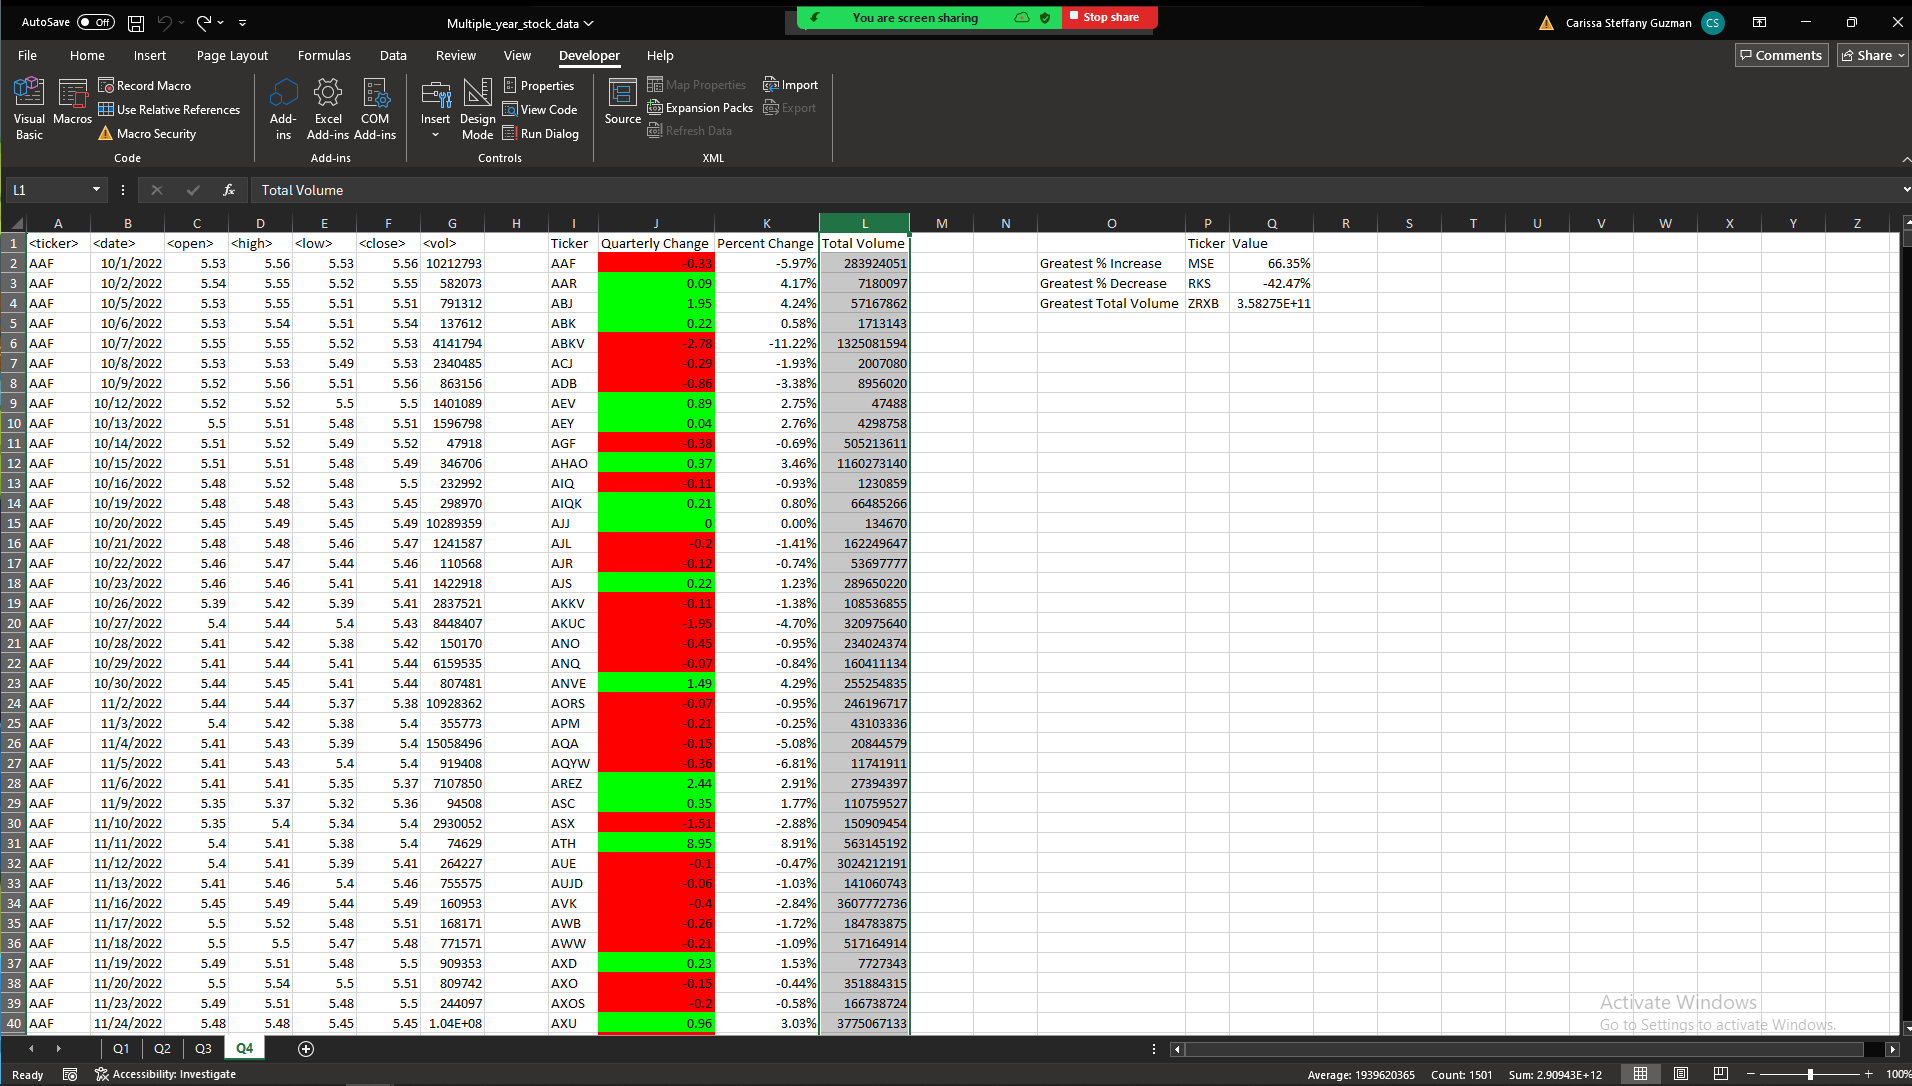 AutoSave Off Multiple_year_stock_data You are screen sharing Stop share Carissa Steffany Guzman CS
File Home Insert Page Layout Formulas Data Review View Developer Help Comments Share
Visual Basic Macros Record Macro Use Relative References Macro Security Code
Add-ins Excel Add-ins COM Add-ins Add-ins
Insert Design Mode Properties View Code Run Dialog Controls
Source Map Properties Expansion Packs Refresh Data Import Export XML
L1 fx Total Volume
A B C D E F G H I J K L M N O P Q R S T U V W X Y Z
1 <ticker> <date> <open> <high> <low> <close> <vol> Ticker Quarterly Change Percent Change Total Volume Ticker Value
2 AAF 10/1/2022 5.53 5.56 5.53 5.56 10212793 AAF -0.33 -5.97% 283924051 Greatest % Increase MSE 66.35%
3 AAF 10/2/2022 5.54 5.55 5.52 5.55 582073 AAR 0.09 4.17% 7180097 Greatest % Decrease RKS -42.47%
4 AAF 10/5/2022 5.53 5.55 5.51 5.51 791312 ABJ 1.95 4.24% 57167862 Greatest Total Volume ZRXB 3.58275E+11
5 AAF 10/6/2022 5.53 5.54 5.51 5.54 137612 ABK 0.22 0.58% 1713143
6 AAF 10/7/2022 5.55 5.55 5.52 5.53 4141794 ABKV -2.78 -11.22% 1325081594
7 AAF 10/8/2022 5.53 5.53 5.49 5.53 2340485 ACJ -0.29 -1.93% 2007080
8 AAF 10/9/2022 5.52 5.56 5.51 5.56 863156 ADB -0.86 -3.38% 8956020
9 AAF 10/12/2022 5.52 5.52 5.5 5.5 1401089 AEV 0.89 2.75% 47488
10 AAF 10/13/2022 5.5 5.51 5.48 5.51 1596798 AEY 0.04 2.76% 4298758
11 AAF 10/14/2022 5.51 5.52 5.49 5.52 47918 AGF -0.38 -0.69% 505213611
12 AAF 10/15/2022 5.51 5.51 5.48 5.49 346706 AHAO 0.37 3.46% 1160273140
13 AAF 10/16/2022 5.48 5.52 5.48 5.5 232992 AIQ -0.11 -0.93% 1230859
14 AAF 10/19/2022 5.48 5.48 5.43 5.45 298970 AIQK 0.21 0.80% 66485266
15 AAF 10/20/2022 5.45 5.49 5.45 5.49 10289359 AJJ 0 0.00% 134670
16 AAF 10/21/2022 5.48 5.48 5.46 5.47 1241587 AJL -0.2 -1.41% 162249647
17 AAF 10/22/2022 5.46 5.47 5.44 5.46 110568 AJR -0.12 -0.74% 53697777
18 AAF 10/23/2022 5.46 5.46 5.41 5.41 1422918 AJS 0.22 1.23% 289650220
19 AAF 10/26/2022 5.39 5.42 5.39 5.41 2837521 AKKV -0.11 -1.38% 108536855
20 AAF 10/27/2022 5.4 5.44 5.4 5.43 8448407 AKUC -1.95 -4.70% 320975640
21 AAF 10/28/2022 5.41 5.42 5.38 5.42 150170 ANO -0.45 -0.95% 234024374
22 AAF 10/29/2022 5.41 5.44 5.41 5.44 6159535 ANQ -0.07 -0.84% 160411134
23 AAF 10/30/2022 5.44 5.45 5.41 5.44 807481 ANVE 1.49 4.29% 255254835
24 AAF 11/2/2022 5.44 5.44 5.37 5.38 10928362 AORS -0.07 -0.95% 246196717
25 AAF 11/3/2022 5.4 5.42 5.38 5.4 355773 APM -0.21 -0.25% 43103336
26 AAF 11/4/2022 5.41 5.43 5.39 5.4 15058496 AQA -0.15 -5.08% 20844579
27 AAF 11/5/2022 5.41 5.43 5.4 5.4 919408 AQYW -0.36 -6.81% 11741911
28 AAF 11/6/2022 5.41 5.41 5.35 5.37 7107850 AREZ 2.44 2.91% 27394397
29 AAF 11/9/2022 5.35 5.37 5.32 5.36 94508 ASC 0.35 1.77% 110759527
30 AAF 11/10/2022 5.35 5.4 5.34 5.4 2930052 ASX -1.51 -2.88% 150909454
31 AAF 11/11/2022 5.4 5.41 5.38 5.4 74629 ATH 8.95 8.91% 563145192
32 AAF 11/12/2022 5.4 5.41 5.39 5.41 264227 AUE -0.1 -0.47% 3024212191
33 AAF 11/13/2022 5.41 5.46 5.4 5.46 755575 AUJD -0.06 -1.03% 141060743
34 AAF 11/16/2022 5.45 5.49 5.44 5.49 160953 AVK -0.4 -2.84% 3607772736
35 AAF 11/17/2022 5.5 5.52 5.48 5.51 168171 AWB -0.26 -1.72% 184783875
36 AAF 11/18/2022 5.5 5.5 5.47 5.48 771571 AWW -0.21 -1.09% 517164914
37 AAF 11/19/2022 5.49 5.51 5.48 5.5 909353 AXD 0.23 1.53% 7727343
38 AAF 11/20/2022 5.5 5.54 5.5 5.51 809742 AXO -0.15 -0.44% 351884315
39 AAF 11/23/2022 5.49 5.51 5.48 5.5 244097 AXOS -0.2 -0.58% 166738724
40 AAF 11/24/2022 5.48 5.48 5.45 5.45 1.04E+08 AXU 0.96 3.03% 3775067133
Activate Windows
Go to Settings to activate Windows.
Q1 Q2 Q3 Q4
Ready Accessibility: Investigate Average: 1939620365 Count: 1501 Sum: 2.90943E+12 100%